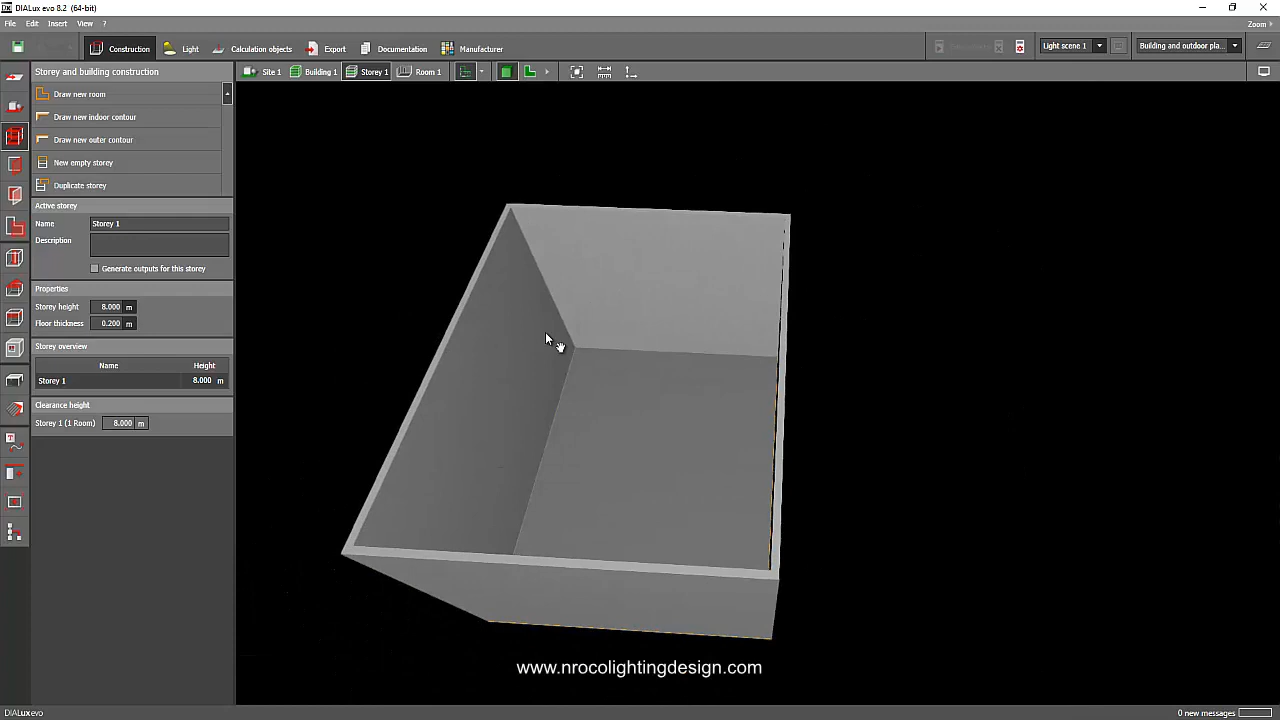 DIALux evo 8.2 (64-bit)
File Edit Insert View ?
Zoom
Construction Light Calculation objects Export Documentation Manufacturer
Light scene 1
Building and outdoor pla...
Storey and building construction
Site 1 Building 1 Storey 1 Room 1
Draw new room
Draw new indoor contour
Draw new outer contour
New empty storey
Duplicate storey
Active storey
Name Storey 1
Description
Generate outputs for this storey
Properties
Storey height 8.000 m
Floor thickness 0.200 m
Storey overview
Name Height
Storey 1 8.000 m
Clearance height
Storey 1 (1 Room) 8.000 m
www.nrocolightingdesign.com
DIALux evo
0 new messages